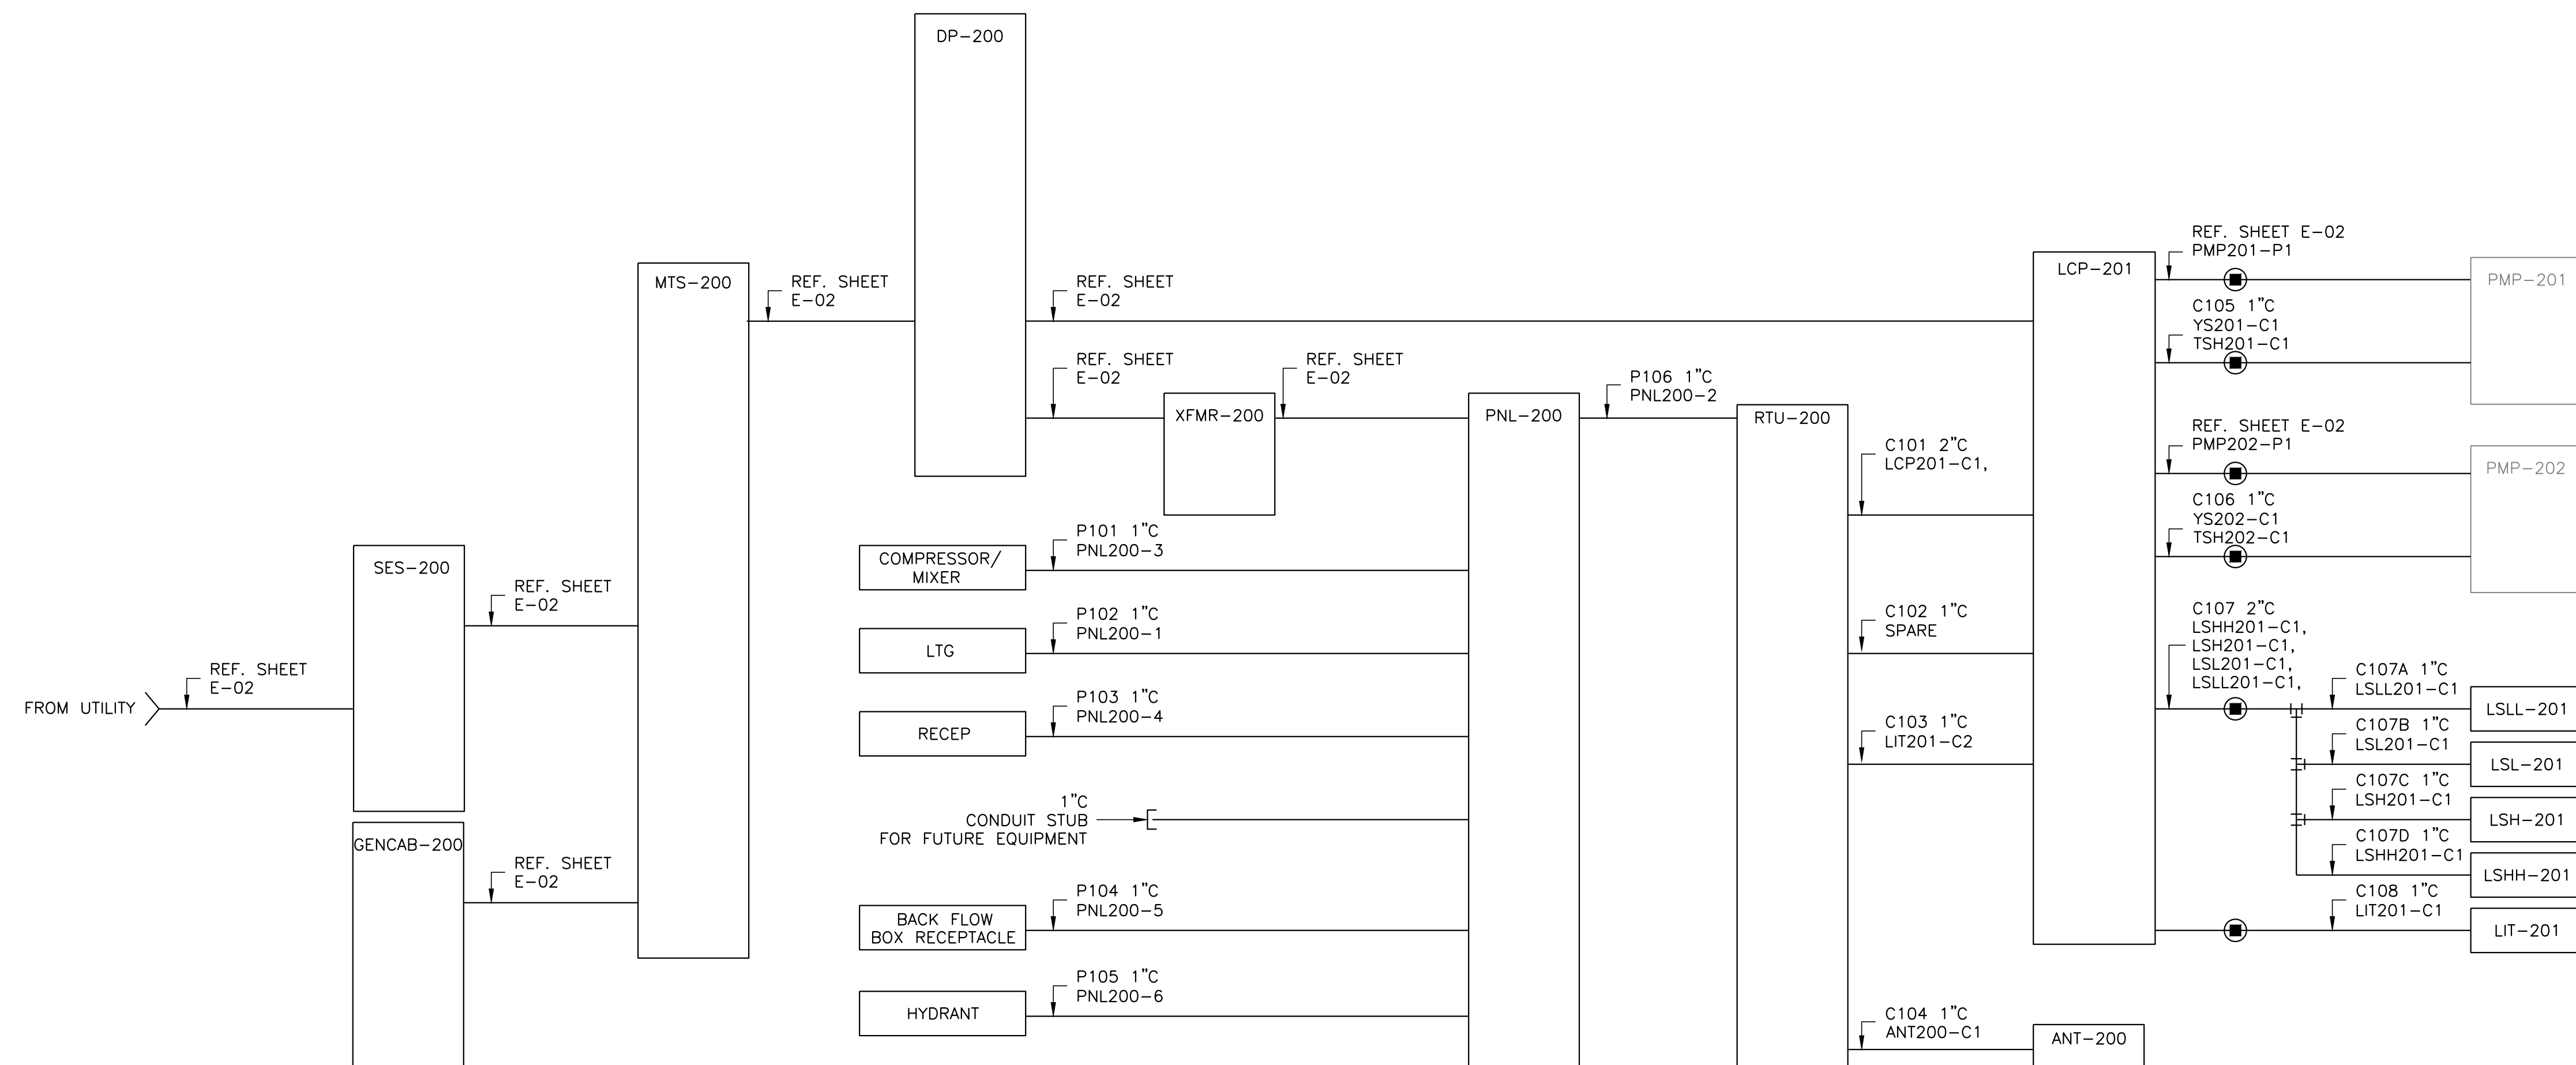 DP-200
REF. SHEET E-02
PMP201-P1
LCP-201
PMP-201
MTS-200
REF. SHEET
E-02
REF. SHEET
E-02
C105 1"C
YS201-C1
TSH201-C1
REF. SHEET
E-02
REF. SHEET
E-02
P106 1"C
PNL200-2
XFMR-200
PNL-200
RTU-200
REF. SHEET E-02
PMP202-P1
PMP-202
C101 2"C
LCP201-C1,
C106 1"C
YS202-C1
TSH202-C1
P101 1"C
PNL200-3
COMPRESSOR/
MIXER
SES-200
REF. SHEET
E-02
P102 1"C
PNL200-1
LTG
C102 1"C
SPARE
C107 2"C
LSHH201-C1,
LSH201-C1,
LSL201-C1,
LSLL201-C1,
REF. SHEET
E-02
FROM UTILITY
P103 1"C
PNL200-4
RECEP
C103 1"C
LIT201-C2
C107A 1"C
LSLL201-C1
LSLL-201
C107B 1"C
LSL201-C1
LSL-201
C107C 1"C
LSH201-C1
LSH-201
1"C
CONDUIT STUB
FOR FUTURE EQUIPMENT
C107D 1"C
LSHH201-C1
LSHH-201
GENCAB-200
REF. SHEET
E-02
P104 1"C
PNL200-5
BACK FLOW
BOX RECEPTACLE
C108 1"C
LIT201-C1
LIT-201
P105 1"C
PNL200-6
HYDRANT
C104 1"C
ANT200-C1
ANT-200